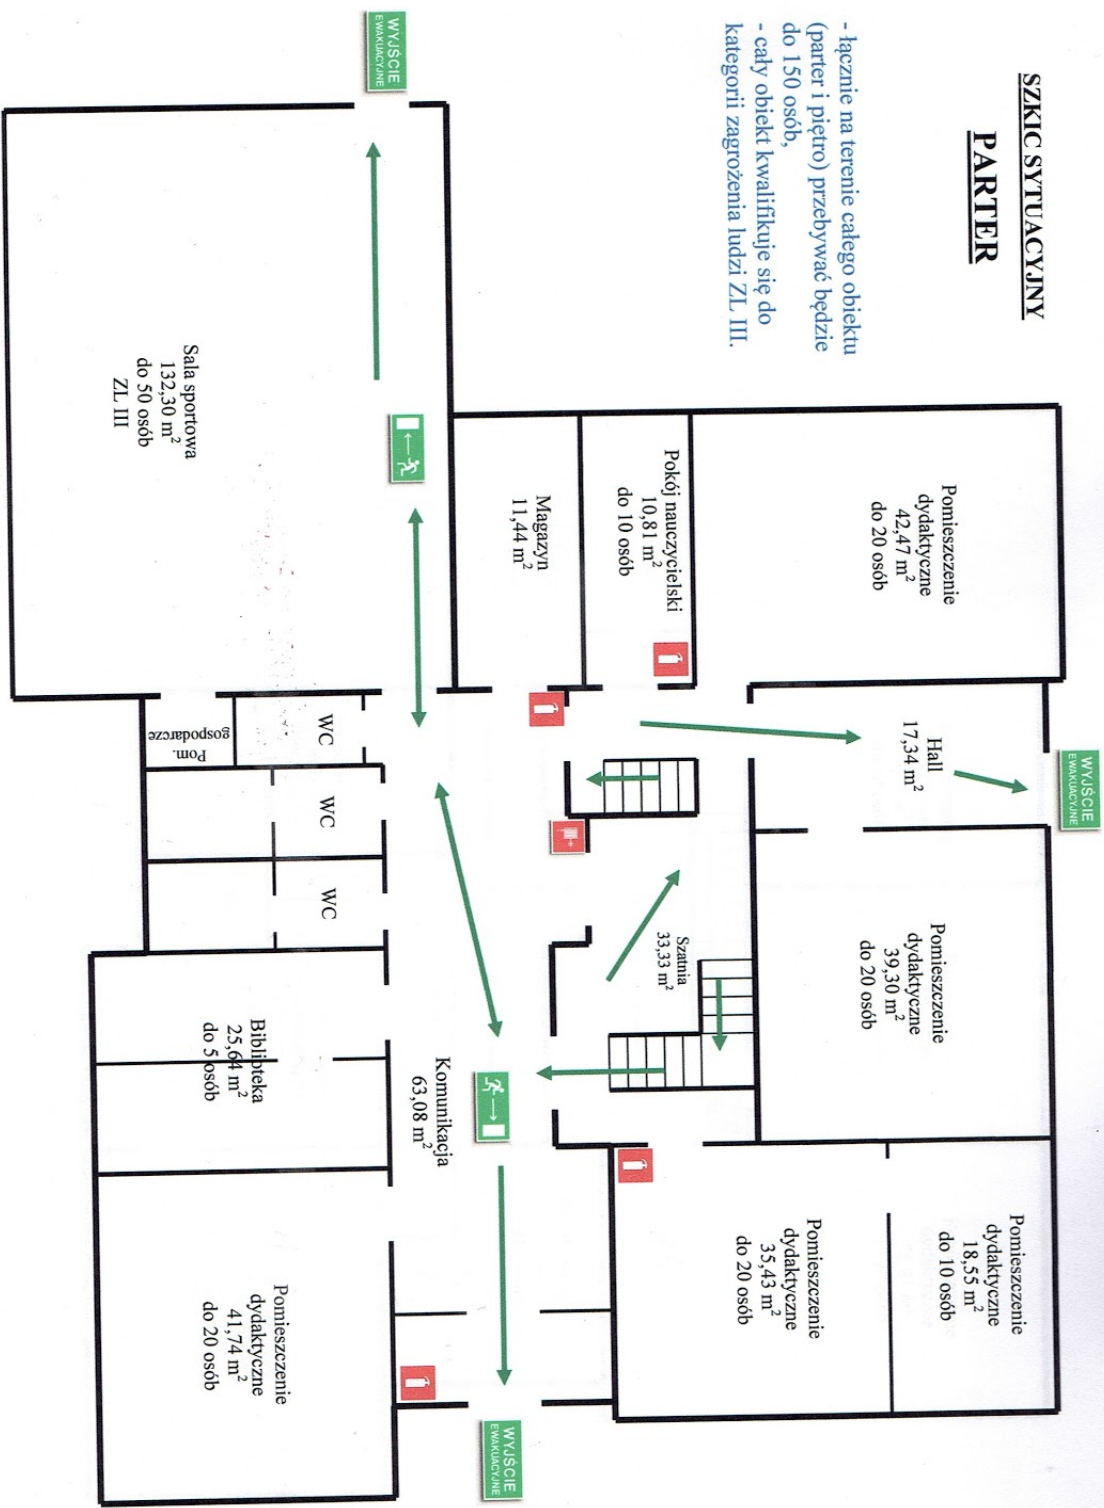 SZKIC SYTUACYJNY
PARTER
- łącznie na terenie całego obiektu
(parter i piętro) przebywać będzie
do 150 osób,
- cały obiekt kwalifikuje się do
kategorii zagrożenia ludzi ZL III.
WYJŚCIE
EWAKUACYJNE
Pomieszczenie
dydaktyczne
42,47 m²
do 20 osób
Pokój nauczycielski
10,81 m²
do 10 osób
Magazyn
11,44 m²
Sala sportowa
132,30 m²
do 50 osób
ZL III
Hall
17,34 m²
WYJŚCIE
EWAKUACYJNE
WC
Pom.
gospodarcze
WC
WC
Pomieszczenie
dydaktyczne
39,30 m²
do 20 osób
Szatnia
33,33 m²
Komunikacja
63,08 m²
Biblioteka
25,64 m²
do 5 osób
Pomieszczenie
dydaktyczne
18,55 m²
do 10 osób
Pomieszczenie
dydaktyczne
35,43 m²
do 20 osób
Pomieszczenie
dydaktyczne
41,74 m²
do 20 osób
WYJŚCIE
EWAKUACYJNE